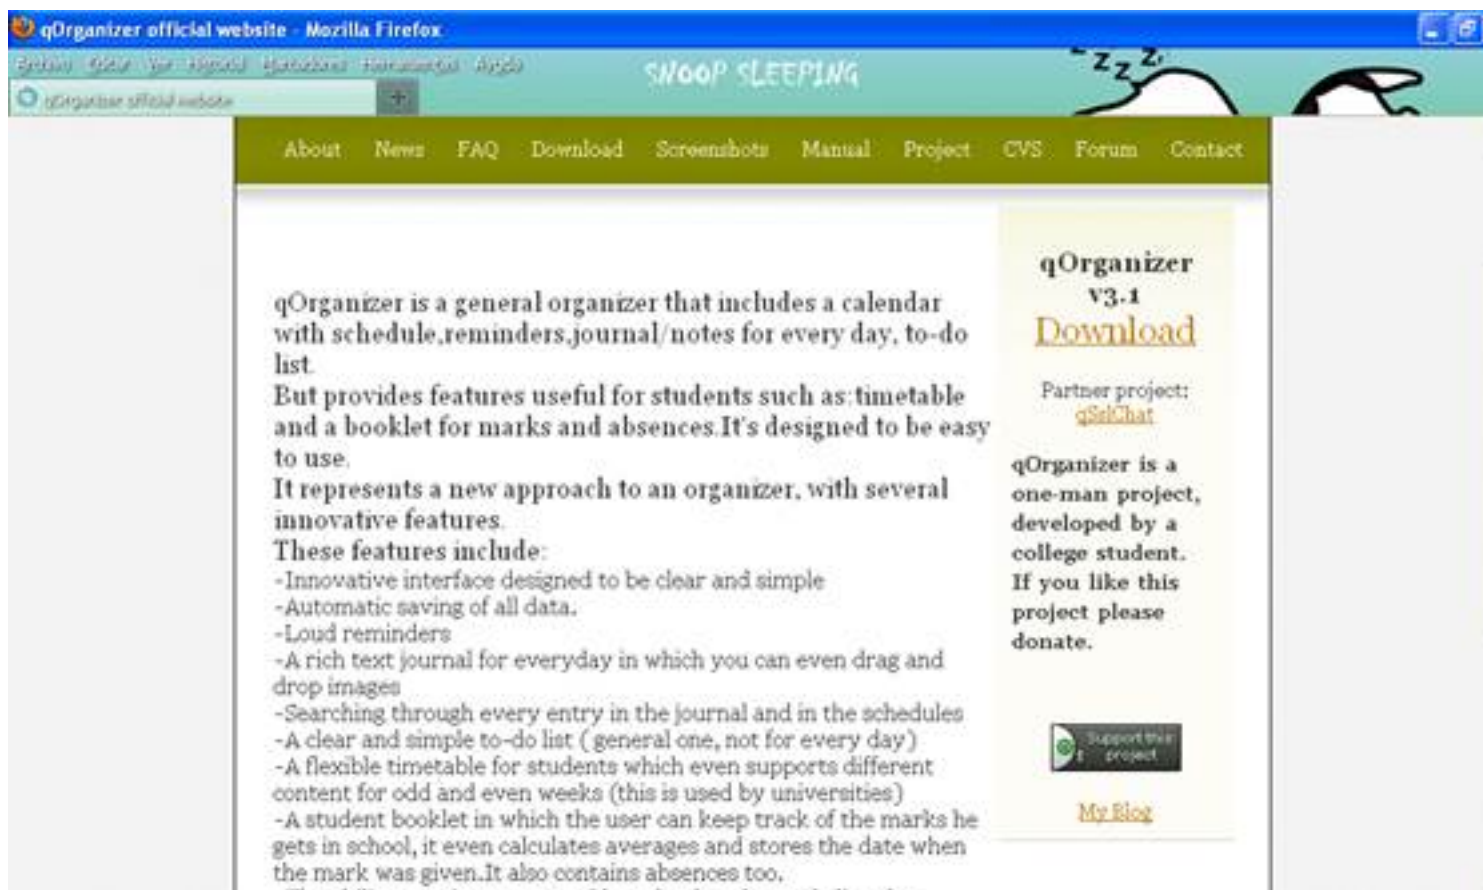 qOrganizer official website - Mozilla Firefox
Archivo Editar Ver Historial Marcadores Herramientas Ayuda
SNOOP SLEEPING
z z z z
qOrganizer official website
+
About News FAQ Download Screenshots Manual Project CVS Forum Contact
qOrganizer is a general organizer that includes a calendar
with schedule,reminders,journal/notes for every day, to-do
list.
But provides features useful for students such as:timetable
and a booklet for marks and absences.It's designed to be easy
to use.
It represents a new approach to an organizer, with several
innovative features.
These features include:
-Innovative interface designed to be clear and simple
-Automatic saving of all data.
-Loud reminders
-A rich text journal for everyday in which you can even drag and
drop images
-Searching through every entry in the journal and in the schedules
-A clear and simple to-do list ( general one, not for every day )
-A flexible timetable for students which even supports different
content for odd and even weeks (this is used by universities)
-A student booklet in which the user can keep track of the marks he
gets in school, it even calculates averages and stores the date when
the mark was given.It also contains absences too.
qOrganizer
v3.1
Download
Partner project:
qSslChat
qOrganizer is a
one-man project,
developed by a
college student.
If you like this
project please
donate.
Support this
project
My Blog